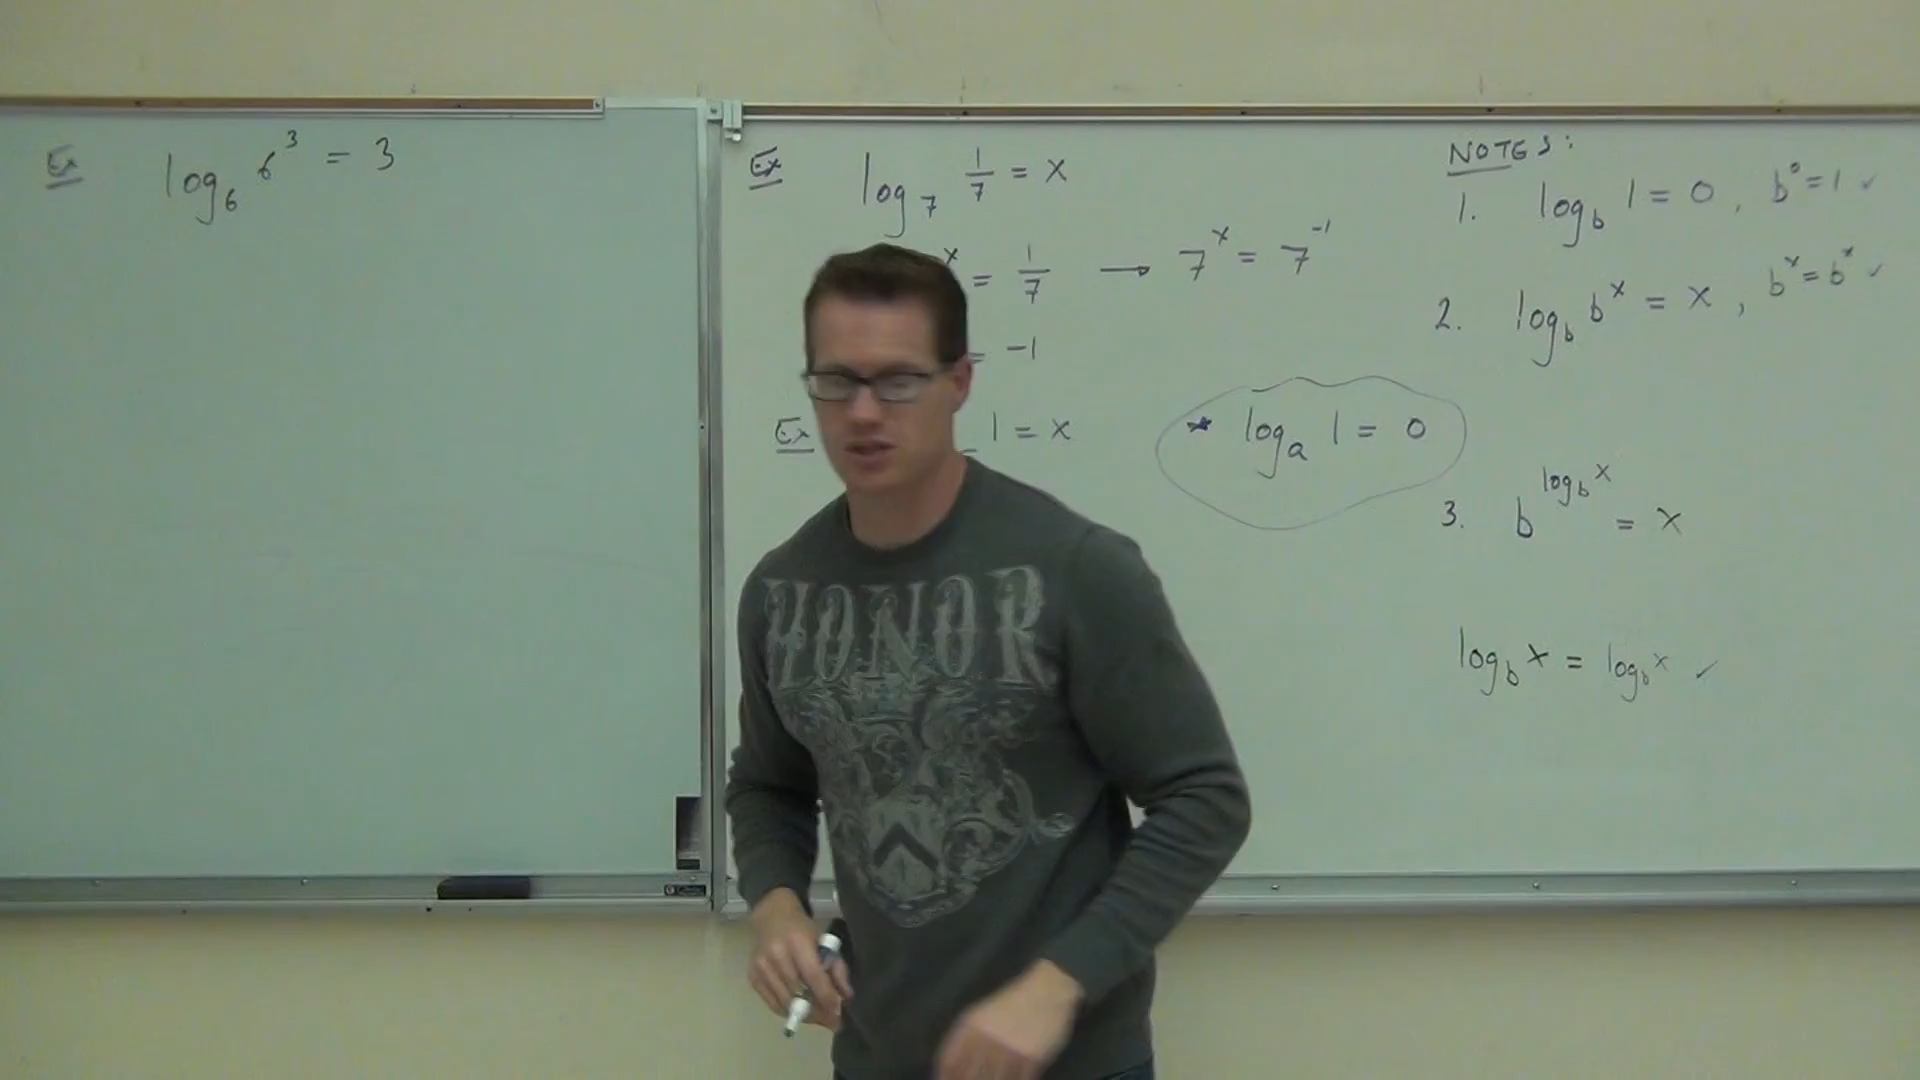 Ex log₆ 6³ = 3
Ex log₇ 1/7 = x
x = 1/7 → 7ˣ = 7⁻¹
= -1
Ex 1 = x
* logₐ 1 = 0
NOTES:
1. log_b 1 = 0, b⁰ = 1 ✓
2. log_b bˣ = x, bˣ = bˣ ✓
3. b^(log_b x) = x
log_b x = log_b x ✓
HONOR